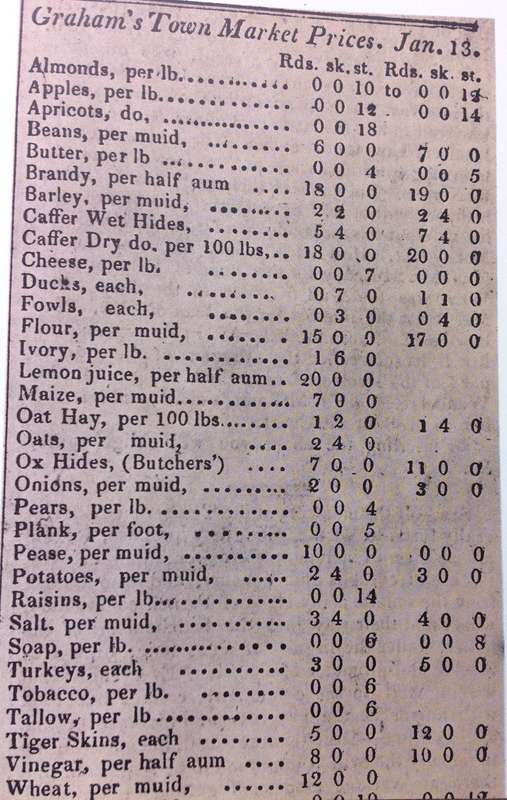 Graham's Town Market Prices. Jan. 13.
Rds. sk. st. Rds. sk. st.
Almonds, per lb. 0 0 10 to 0 0 12
Apples, per lb. 0 0 12 . 0 0 14
Apricots, do, 0 0 18
Beans, per muid, 6 0 0 7 0 0
Butter, per lb 0 0 4 0 0 5
Brandy, per half aum 18 0 0 19 0 0
Barley, per muid, 2 2 0 2 4 0
Caffer Wet Hides, 5 4 0 7 4 0
Caffer Dry do. per 100 lbs, 18 0 0 20 0 0
Cheese, per lb. 0 0 7 0 0 0
Ducks, each, 0 7 0 1 1 0
Fowls, each, 0 3 0 0 4 0
Flour, per muid, 15 0 0 17 0 0
Ivory, per lb. 1 6 0
Lemon juice, per half aum 20 0 0
Maize, per muid 7 0 0
Oat Hay, per 100 lbs 1 2 0 1 4 0
Oats, per muid, 2 4 0
Ox Hides, (Butchers') 7 0 0 11 0 0
Onions, per muid, 2 0 0 3 0 0
Pears, per lb. 0 0 4
Plank, per foot, 0 0 5
Pease, per muid, 10 0 0 0 0 0
Potatoes, per muid, 2 4 0 3 0 0
Raisins, per lb. 0 0 14
Salt. per muid, 3 4 0 4 0 0
Soap, per lb. 0 0 6 0 0 8
Turkeys, each 3 0 0 5 0 0
Tobacco, per lb. 0 0 6
Tallow, per lb 0 0 6
Tiger Skins, each 5 0 0 12 0 0
Vinegar, per half aum 8 0 0 10 0 0
Wheat, per muid, 12 0 0